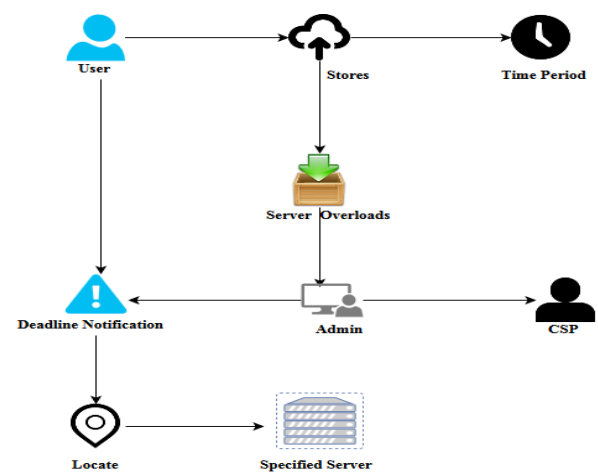 User
Stores
Time Period
Server Overloads
Deadline Notification
Admin
CSP
Locate
Specified Server